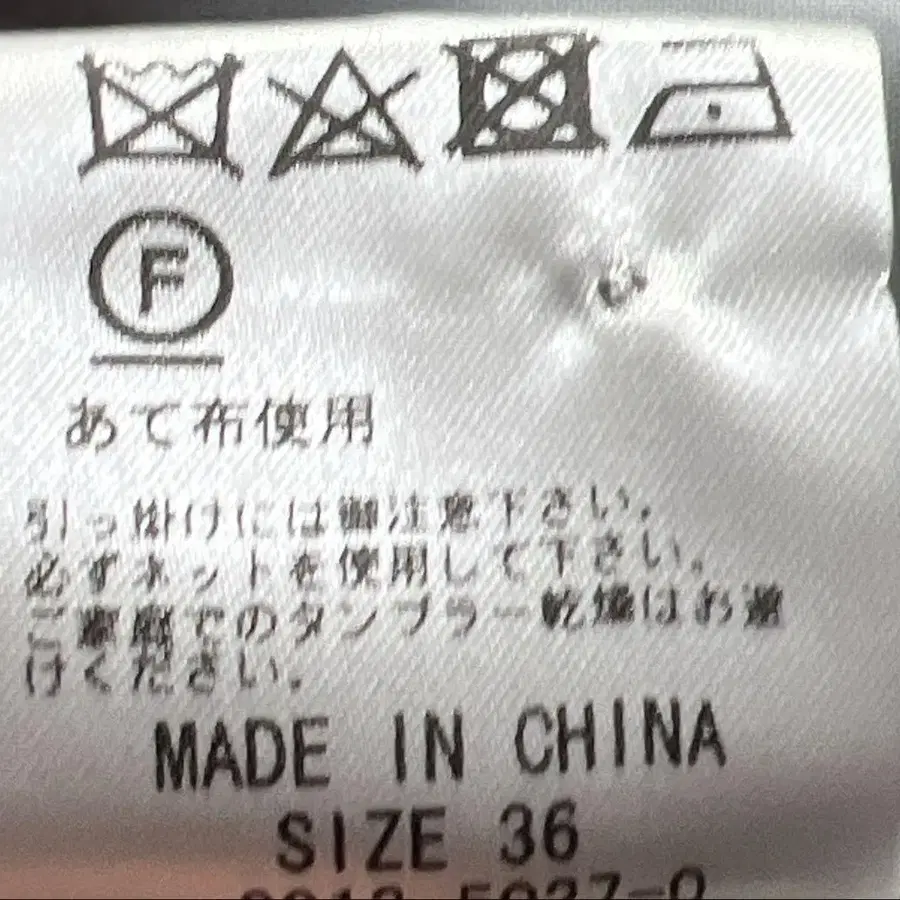 F
あて布使用
引っ掛けには御注意下さい。
必ずネットを使用して下さい。
ご家庭でのタンブラー乾燥はお避
けください。
MADE IN CHINA
SIZE 36